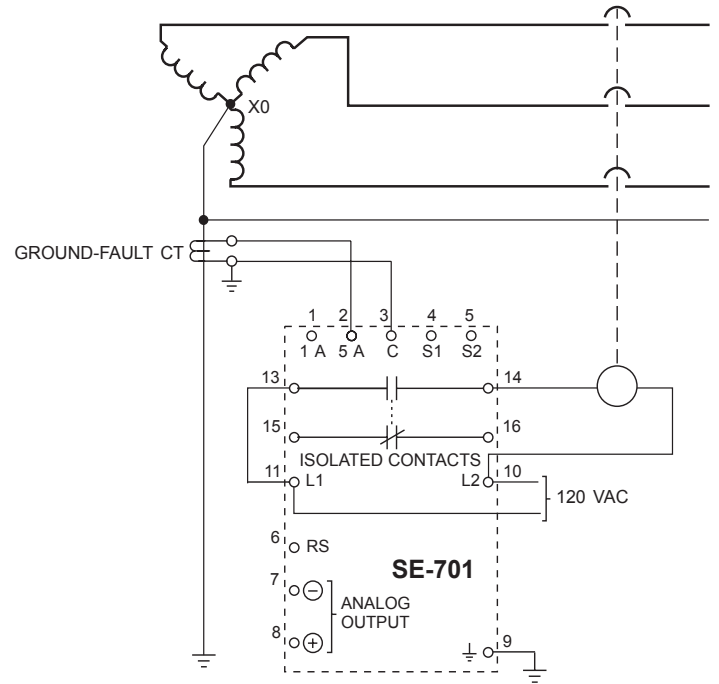 X0
GROUND-FAULT CT
1 2 3 4 5
1 A 5 A C S1 S2
13 14
15 16
ISOLATED CONTACTS
11 L1 L2 10
120 VAC
6 RS
SE-701
7 − ANALOG
OUTPUT
8 +
9